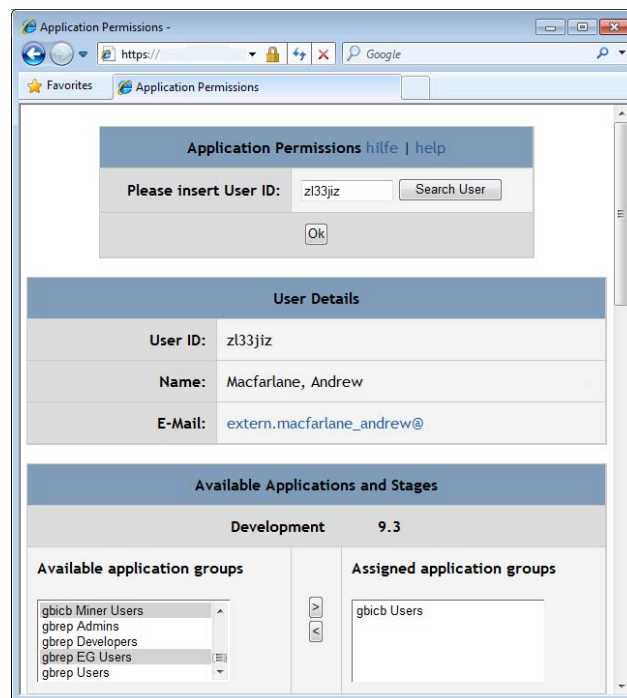 Application Permissions -
https://
Google
Favorites
Application Permissions
Application Permissions hilfe | help
Please insert User ID: zl33jiz Search User
Ok
User Details
User ID: zl33jiz
Name: Macfarlane, Andrew
E-Mail: extern.macfarlane_andrew@
Available Applications and Stages
Development 9.3
Available application groups
Assigned application groups
gbicb Miner Users
gbrep Admins
gbrep Developers
gbrep EG Users
gbrep Users
>
<
gbicb Users